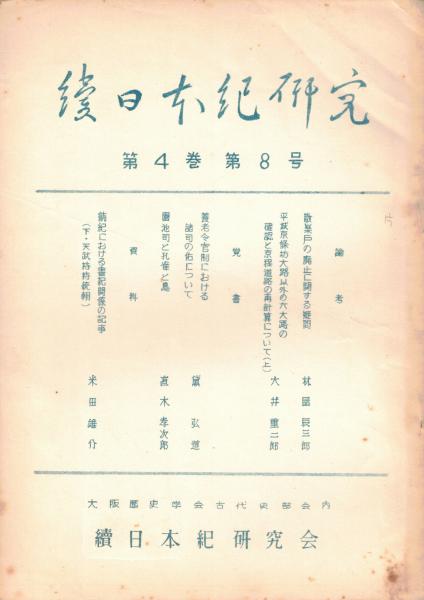 續日本紀研究
第4巻第8号
論考
散楽戸の廃止に関する疑問 林屋辰三郎
平城京條坊大路以外の大路の
確認と京程道路の再計算について(上) 大井重二郎
覚書
養老令官制における
諸司の佑について 黛弘道
園池司と孔雀と鳥 直木孝次郎
資料
紀における書紀関係の記事
(下・天武持統朝) 米田雄介
大阪歴史学会古代史部会内
續日本紀研究会